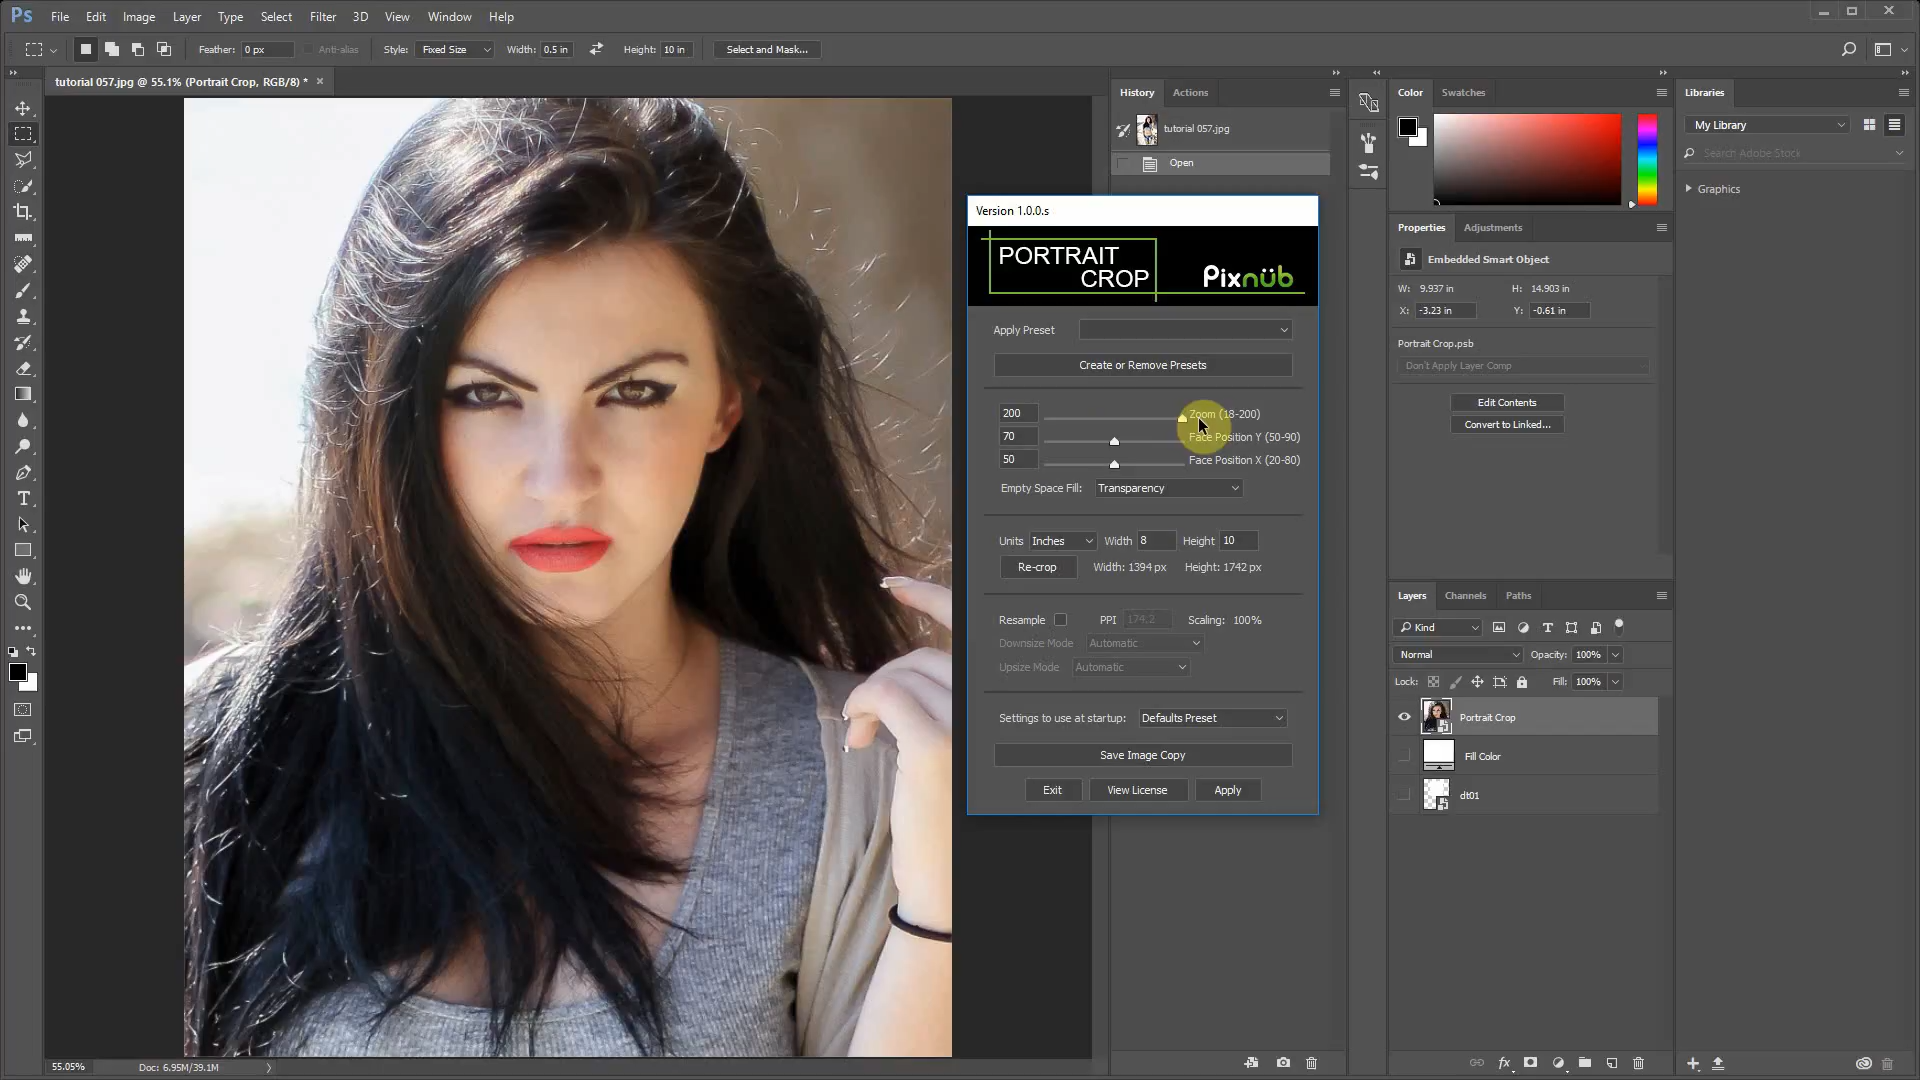 Ps File Edit Image Layer Type Select Filter 3D View Window Help
Feather: 0 px Anti-alias Style: Fixed Size Width: 0.5 in Height: 10 in Select and Mask...
tutorial 057.jpg @ 55.1% (Portrait Crop, RGB/8) * ×
History Actions
tutorial 057.jpg
Open
Version 1.0.0.s
PORTRAIT
CROP
Pixnüb
Apply Preset
Create or Remove Presets
200 Zoom (18-200)
70 Face Position Y (50-90)
50 Face Position X (20-80)
Empty Space Fill: Transparency
Units Inches Width 8 Height 10
Re-crop Width: 1394 px Height: 1742 px
Resample PPI 174.2 Scaling: 100%
Downsize Mode Automatic
Upsize Mode Automatic
Settings to use at startup: Defaults Preset
Save Image Copy
Exit View License Apply
Color Swatches
Properties Adjustments
Embedded Smart Object
W: 9.937 in H: 14.903 in
X: -3.23 in Y: -0.61 in
Portrait Crop.psb
Don't Apply Layer Comp
Edit Contents
Convert to Linked...
Layers Channels Paths
Kind
Normal Opacity: 100%
Lock: Fill: 100%
Portrait Crop
Fill Color
dt01
fx
Libraries
My Library
Search Adobe Stock
Graphics
55.05% Doc: 6.95M/39.1M